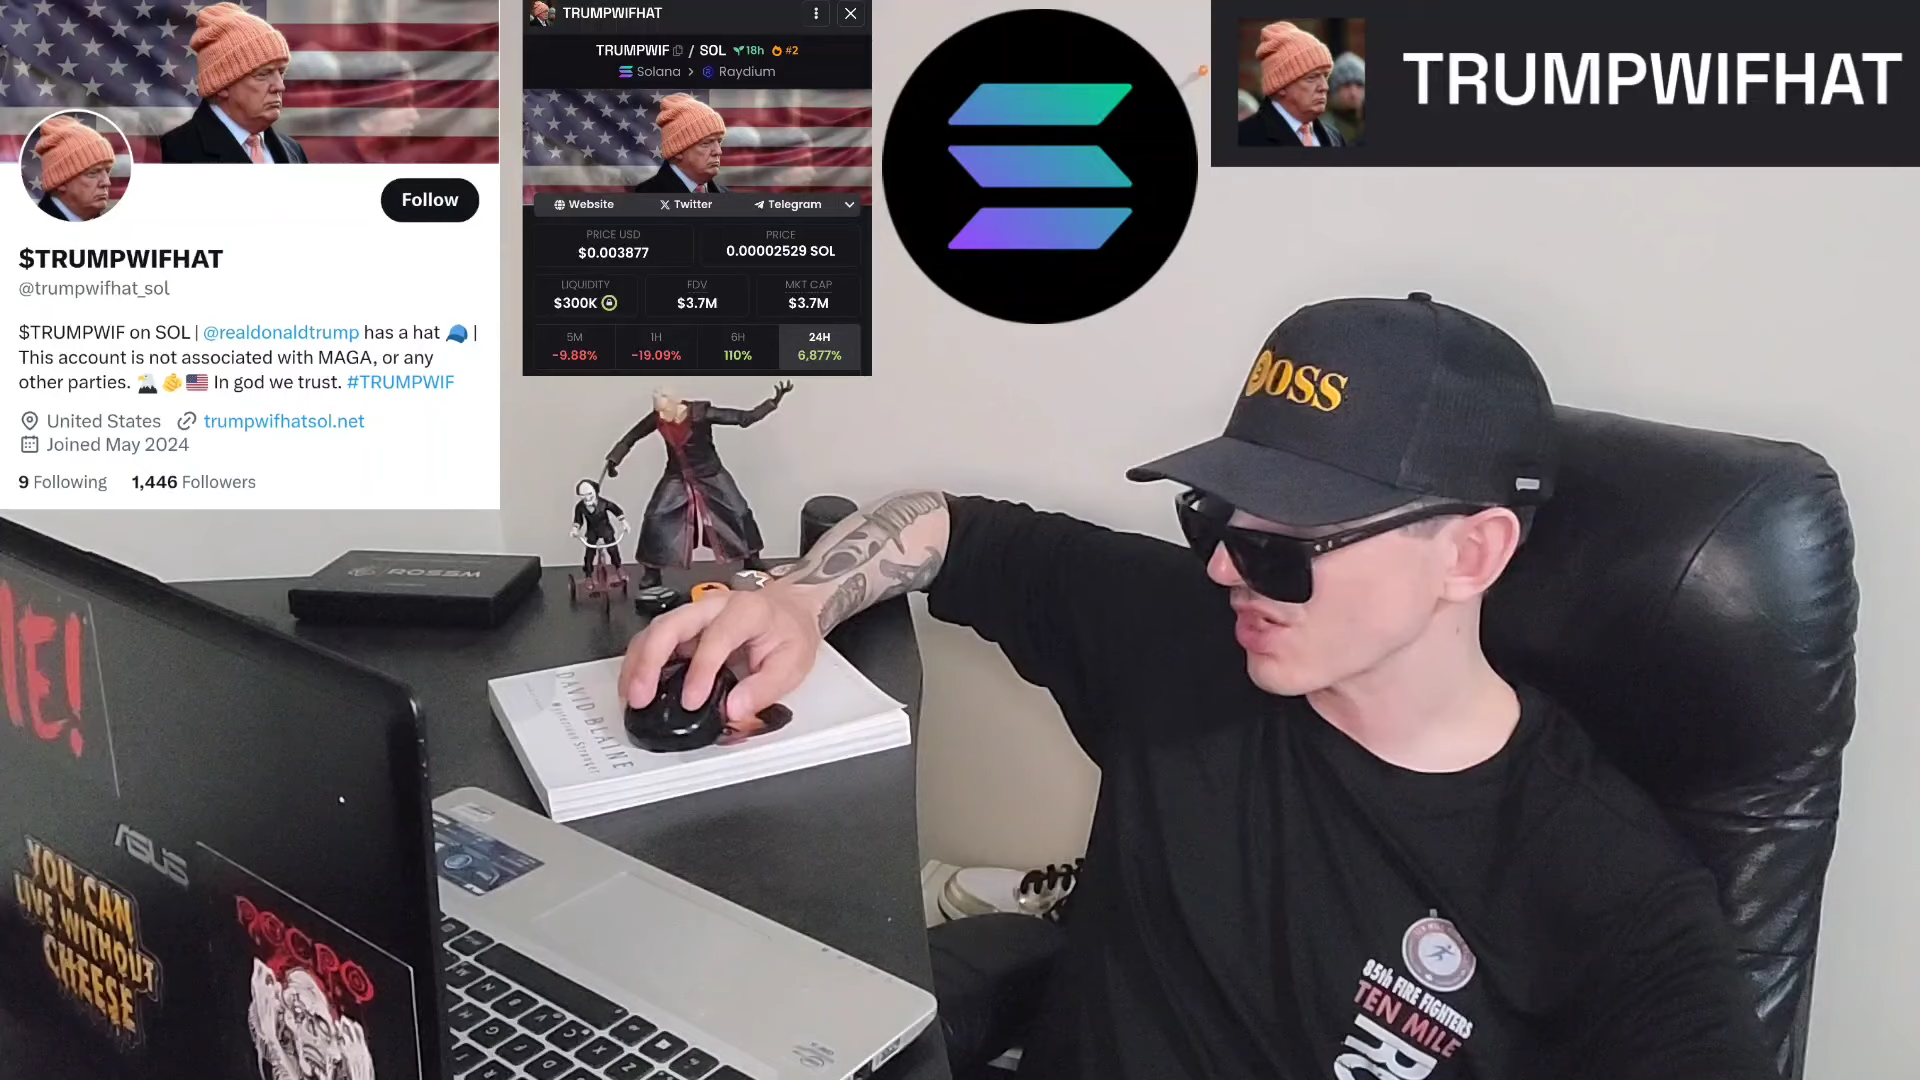 Follow
$TRUMPWIFHAT
@trumpwifhat_sol
$TRUMPWIF on SOL | @realdonaldtrump has a hat 🧢 |
This account is not associated with MAGA, or any
other parties. 🦅🫵🇺🇸 In god we trust. #TRUMPWIF
United States trumpwifhatsol.net
Joined May 2024
9 Following 1,446 Followers
TRUMPWIFHAT
TRUMPWIF / SOL 18h #2
Solana > Raydium
Website Twitter Telegram
PRICE USD PRICE
$0.003877 0.00002529 SOL
LIQUIDITY FDV MKT CAP
$300K $3.7M $3.7M
5M 1H 6H 24H
-9.88% -19.09% 110% 6,877%
TRUMPWIFHAT
BOSS
DAVID BLAINE
Mysterious Stranger
ASUS
YOU CAN
LIVE WITHOUT
CHEESE
85th FIRE FIGHTERS
TEN MILE